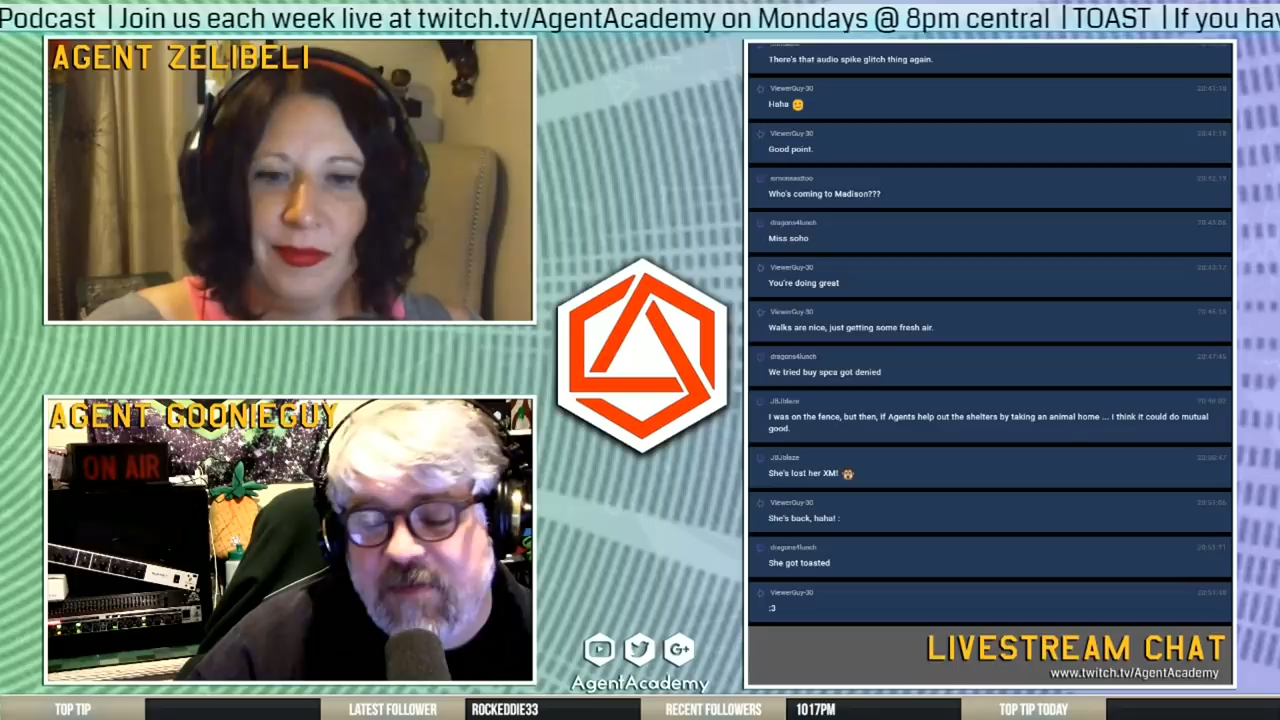 Podcast | Join us each week live at twitch.tv/AgentAcademy on Mondays @ 8pm central | TOAST | If you hav
AGENT ZELIBELI
There's that audio spike glitch thing again.
ViewerGuy-30
Haha
ViewerGuy-30
Good point.
Who's coming to Madison???
dragons4lunch
Miss soho
ViewerGuy-30
You're doing great
ViewerGuy-30
Walks are nice, just getting some fresh air.
dragons4lunch
We tried buy spca got denied
JBJblaze
I was on the fence, but then, if Agents help out the shelters by taking an animal home ... I think it could do mutual
good.
JBJblaze
She's lost her XM!
ViewerGuy-30
She's back, haha! :
dragons4lunch
She got toasted
ViewerGuy-30
:3
LIVESTREAM CHAT
www.twitch.tv/AgentAcademy
AGENT GOONIEGUY
ON AIR
G+
AgentAcademy
TOP TIP
LATEST FOLLOWER
ROCKEDDIE33
RECENT FOLLOWERS
1017PM
TOP TIP TODAY